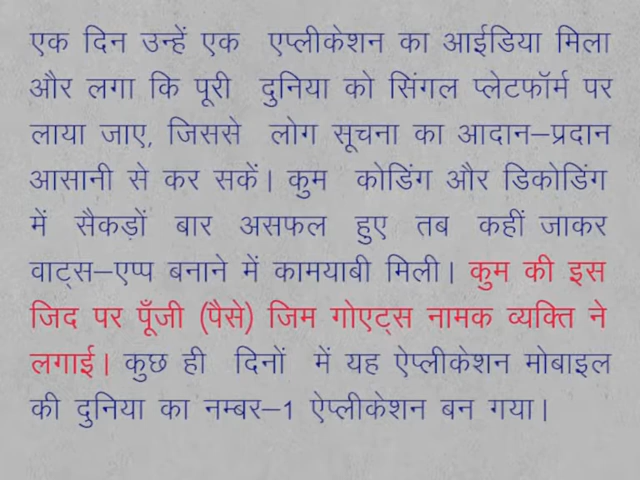 एक दिन उन्हें एक एप्लीकेशन का आईडिया मिला
और लगा कि पूरी दुनिया को सिंगल प्लेटफॉर्म पर
लाया जाए, जिससे लोग सूचना का आदान–प्रदान
आसानी से कर सकें। कुम कोडिंग और डिकोडिंग
में सैकड़ों बार असफल हुए तब कहीं जाकर
वाट्स–एप्प बनाने में कामयाबी मिली। कुम की इस
जिद पर पूँजी (पैसे) जिम गोएट्स नामक व्यक्ति ने
लगाई। कुछ ही दिनों में यह ऐप्लीकेशन मोबाइल
की दुनिया का नम्बर–1 ऐप्लीकेशन बन गया।